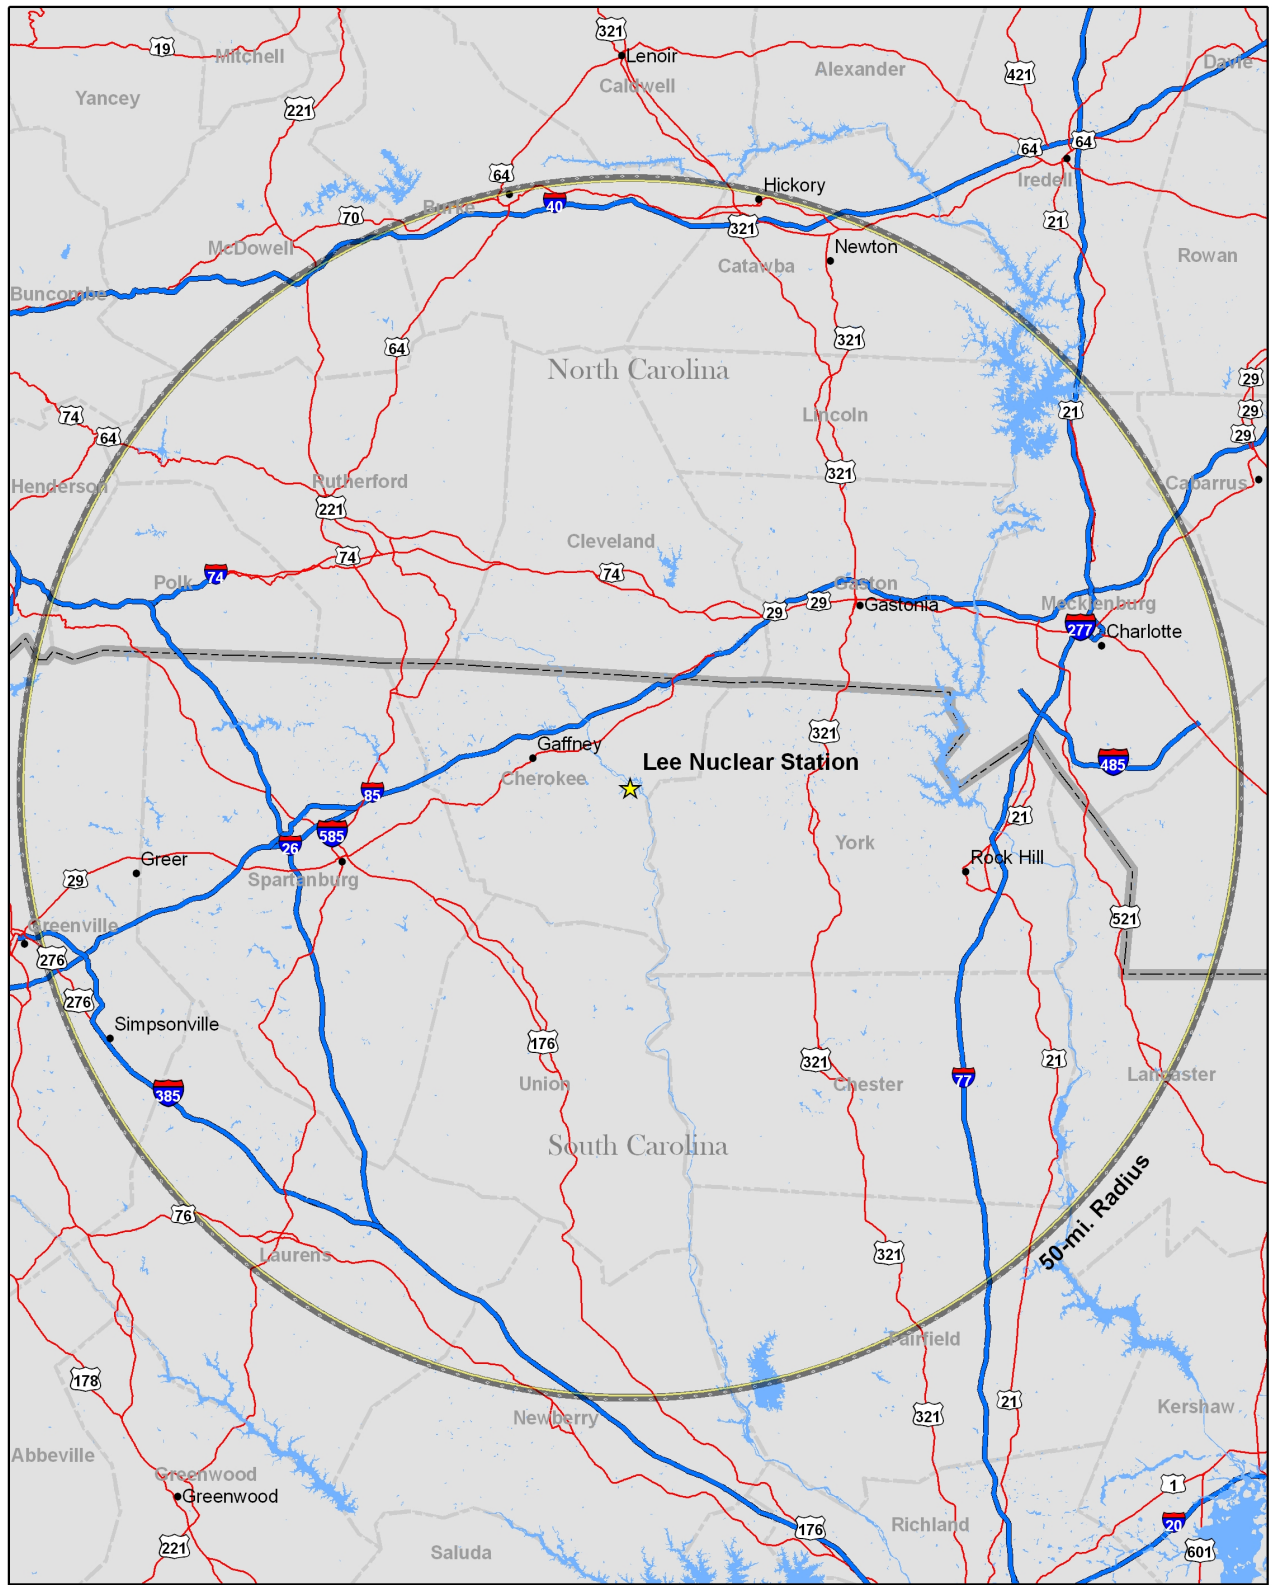 321
19
Mitchell
Lenoir
Davie
421
Alexander
Caldwell
Yancey
221
64
64
64
Iredell
Hickory
40
Burke
70
21
321
McDowell
Newton
Rowan
Catawba
Buncombe
321
64
North Carolina
29
74
21
Lincoln
29
64
29
321
Rutherford
Henderson
Cabarrus
221
Cleveland
74
74
74
Polk
Gaston
29
29
Gastonia
Mecklenburg
277
Charlotte
321
Gaffney
Lee Nuclear Station
485
Cherokee
85
21
585
26
York
Greer
Rock Hill
29
Spartanburg
521
Greenville
276
276
Simpsonville
176
321
21
77
Union
Chester
Lancaster
385
South Carolina
50-mi. Radius
76
Laurens
321
Fairfield
178
21
Kershaw
321
Newberry
Abbeville
Greenwood
1
Greenwood
20
Richland
176
221
Saluda
601